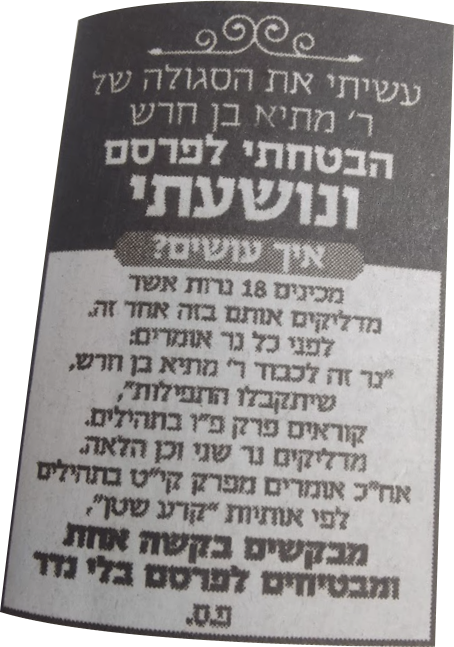 עשיתי את הסגולה של
ר׳ מתיא בן חרש
הבטחתי לפרסם
ונושעתי
איך עושים?
מכינים 18 נרות אשר
מדליקים אותם בזה אחר זה.
לפני כל נר אומרים:
"נר זה לכבוד ר׳ מתיא בן חרש,
שיתקבלו התפילות",
קוראים פרק פ"ו בתהילים.
מדליקים נר שני וכן הלאה.
אח"כ אומרים מפרק קי"ט בתהילים
לפי אותיות "קרע שטן",
מבקשים בקשה אחת
ומבטיחים לפרסם בלי נדר
פ.ס.